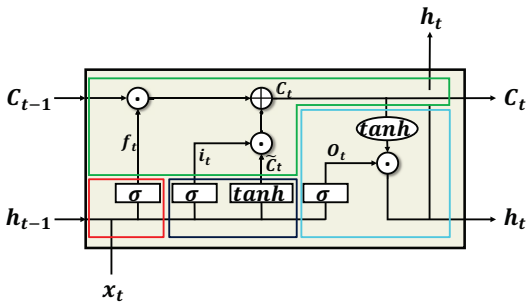 h_t
C_{t-1}
C_t
C_t
tanh
f_t
i_t
C̃_t
O_t
σ
σ
tanh
σ
h_{t-1}
h_t
x_t